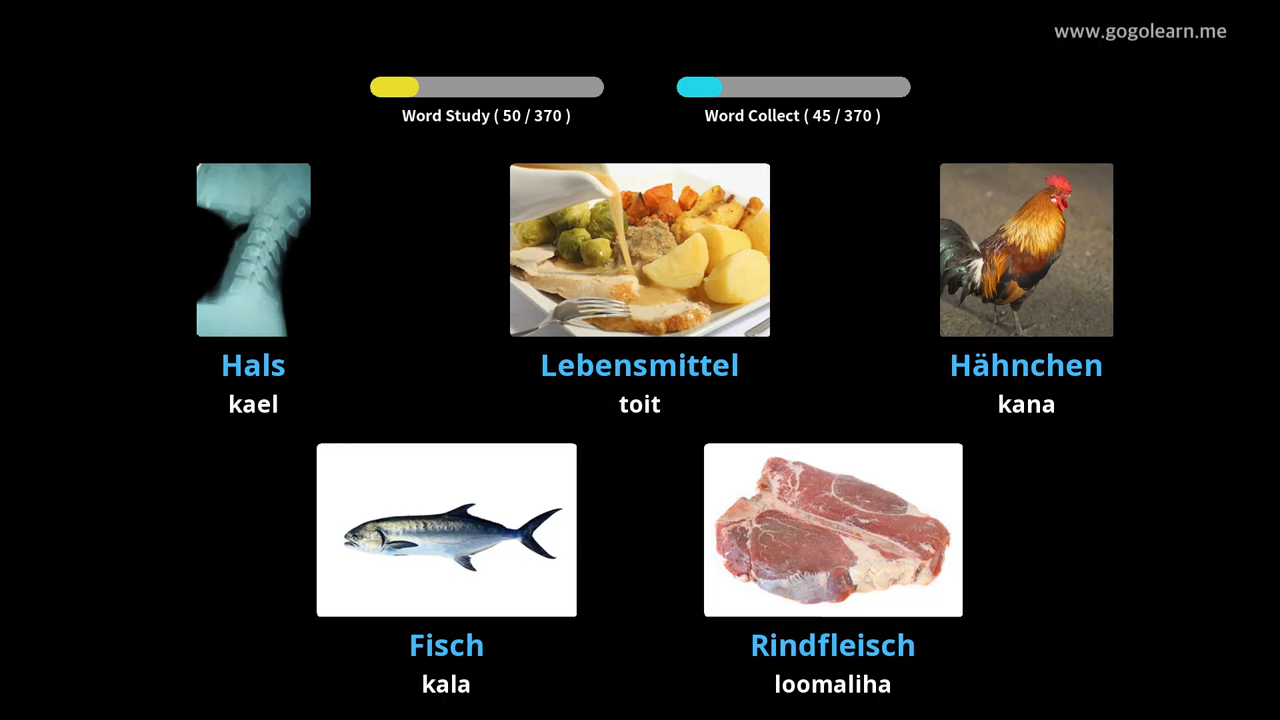 www.gogolearn.me
Word Study ( 50 / 370 )
Word Collect ( 45 / 370 )
Hals
kael
Lebensmittel
toit
Hähnchen
kana
Fisch
kala
Rindfleisch
loomaliha